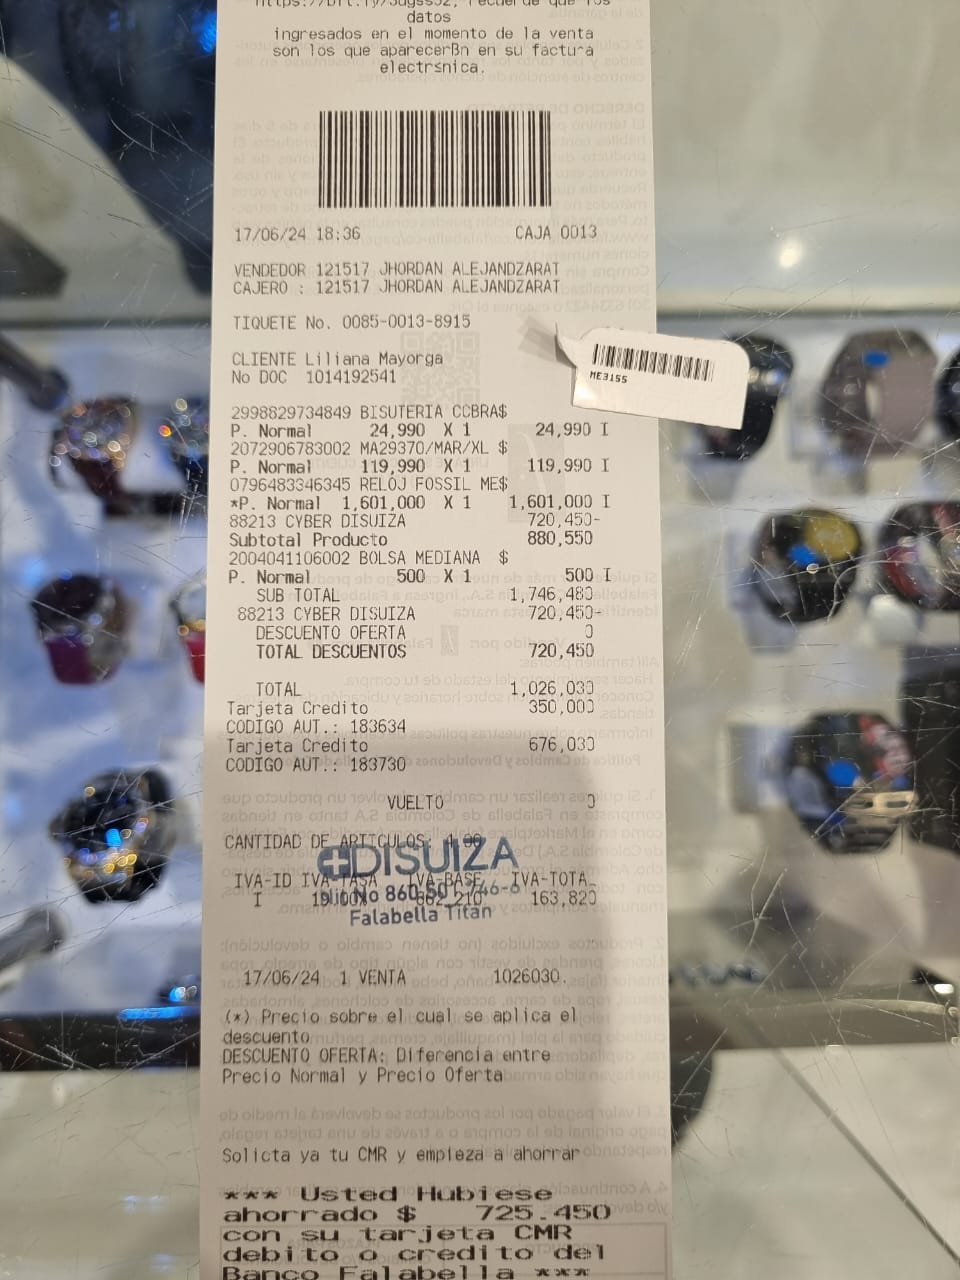 datos
ingresados en el momento de la venta
son los que aparecerBn en su factura
electr≤nica.
17/06/24 18:36 CAJA 0013
VENDEDOR 121517 JHORDAN ALEJANDZARAT
CAJERO : 121517 JHORDAN ALEJANDZARAT
TIQUETE No. 0085-0013-8915
CLIENTE Liliana Mayorga
No DOC 1014192541
ME3155
2998829734849 BISUTERIA CCBRA$
P. Normal 24,990 X 1 24,990 I
2072906783002 MA29370/MAR/XL $
P. Normal 119,990 X 1 119,990 I
0796483346345 RELOJ FOSSIL ME$
*P. Normal 1,601,000 X 1 1,601,000 I
88213 CYBER DISUIZA 720,450-
Subtotal Producto 880,550
2004041106002 BOLSA MEDIANA $
P. Normal 500 X 1 500 I
SUB TOTAL 1,746,480
88213 CYBER DISUIZA 720,450-
DESCUENTO OFERTA 0
TOTAL DESCUENTOS 720,450
TOTAL 1,026,030
Tarjeta Credito 350,000
CODIGO AUT.: 183634
Tarjeta Credito 676,030
CODIGO AUT.: 183730
VUELTO 0
CANTIDAD DE ARTICULOS: 4.00
DISUIZA
IVA-ID IVA-TASA IVA-BASE IVA-TOTA
I 19.00% 862,210 163,820
Falabella Titán
17/06/24 1 VENTA 1026030.
(*) Precio sobre el cual se aplica el
descuento
DESCUENTO OFERTA: Diferencia entre
Precio Normal y Precio Oferta
Solicta ya tu CMR y empieza a ahorrar
*** Usted Hubiese
ahorrado $ 725.450
con su tarjeta CMR
debito o credito del
Banco Falabella ***